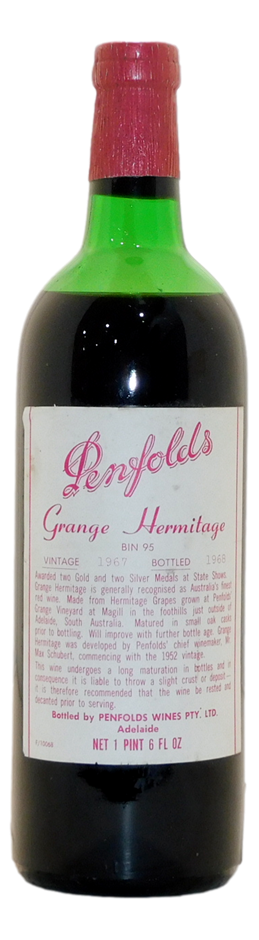 Penfolds
Grange Hermitage
BIN 95
VINTAGE 1967 BOTTLED 1968
Awarded two Gold and two Silver Medals at State Shows,
Grange Hermitage is generally recognised as Australia's finest
red wine. Made from Hermitage Grapes grown at Penfolds
Grange Vineyard at Magill in the foothills just outside of
Adelaide, South Australia. Matured in small oak casks
prior to bottling. Will improve with further bottle age. Grange
Hermitage was developed by Penfolds' chief winemaker, Mr.
Max Schubert, commencing with the 1952 vintage.
This wine undergoes a long maturation in bottles and in
consequence it is liable to throw a slight crust or deposit—
it is therefore recommended that the wine be rested and
decanted prior to serving.
Bottled by PENFOLDS WINES PTY. LTD.
Adelaide
NET 1 PINT 6 FL OZ